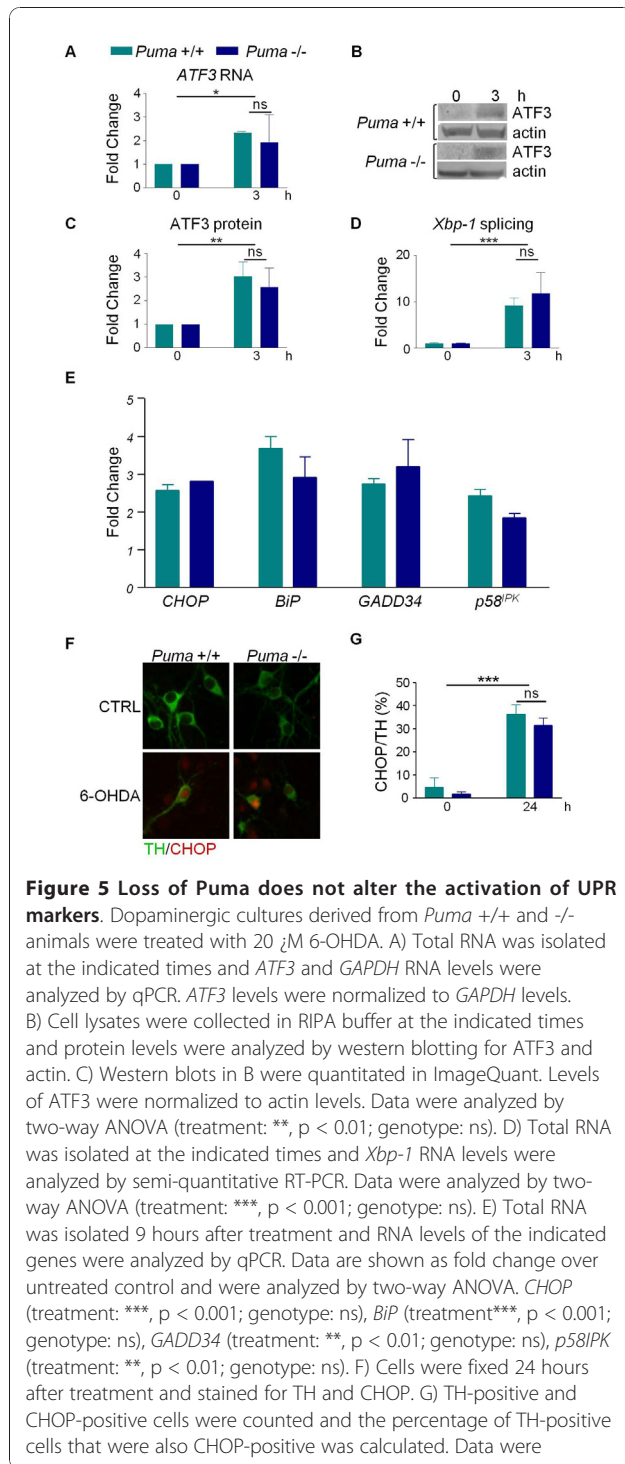 A Puma +/+ Puma -/- B
ATF3 RNA
*
ns
Fold Change
4
3
2
1
0 3 h
0 3 h
Puma +/+ ATF3
actin
Puma -/- ATF3
actin
C ATF3 protein
**
ns
Fold Change
4
3
2
1
0 3 h
D Xbp-1 splicing
***
ns
Fold Change
20
10
0
0 3 h
E
Fold Change
5
4
3
2
1
0
CHOP BiP GADD34 p58IPK
F Puma +/+ Puma -/-
CTRL
6-OHDA
TH/CHOP
G
***
ns
CHOP/TH (%)
50
40
30
20
10
0
0 24 h
Figure 5 Loss of Puma does not alter the activation of UPR
markers. Dopaminergic cultures derived from Puma +/+ and -/-
animals were treated with 20 ¿M 6-OHDA. A) Total RNA was isolated
at the indicated times and ATF3 and GAPDH RNA levels were
analyzed by qPCR. ATF3 levels were normalized to GAPDH levels.
B) Cell lysates were collected in RIPA buffer at the indicated times
and protein levels were analyzed by western blotting for ATF3 and
actin. C) Western blots in B were quantitated in ImageQuant. Levels
of ATF3 were normalized to actin levels. Data were analyzed by
two-way ANOVA (treatment: **, p < 0.01; genotype: ns). D) Total RNA
was isolated at the indicated times and Xbp-1 RNA levels were
analyzed by semi-quantitative RT-PCR. Data were analyzed by two-
way ANOVA (treatment: ***, p < 0.001; genotype: ns). E) Total RNA
was isolated 9 hours after treatment and RNA levels of the indicated
genes were analyzed by qPCR. Data are shown as fold change over
untreated control and were analyzed by two-way ANOVA. CHOP
(treatment: ***, p < 0.001; genotype: ns), BiP (treatment***, p < 0.001;
genotype: ns), GADD34 (treatment: **, p < 0.01; genotype: ns), p58IPK
(treatment: **, p < 0.01; genotype: ns). F) Cells were fixed 24 hours
after treatment and stained for TH and CHOP. G) TH-positive and
CHOP-positive cells were counted and the percentage of TH-positive
cells that were also CHOP-positive was calculated. Data were